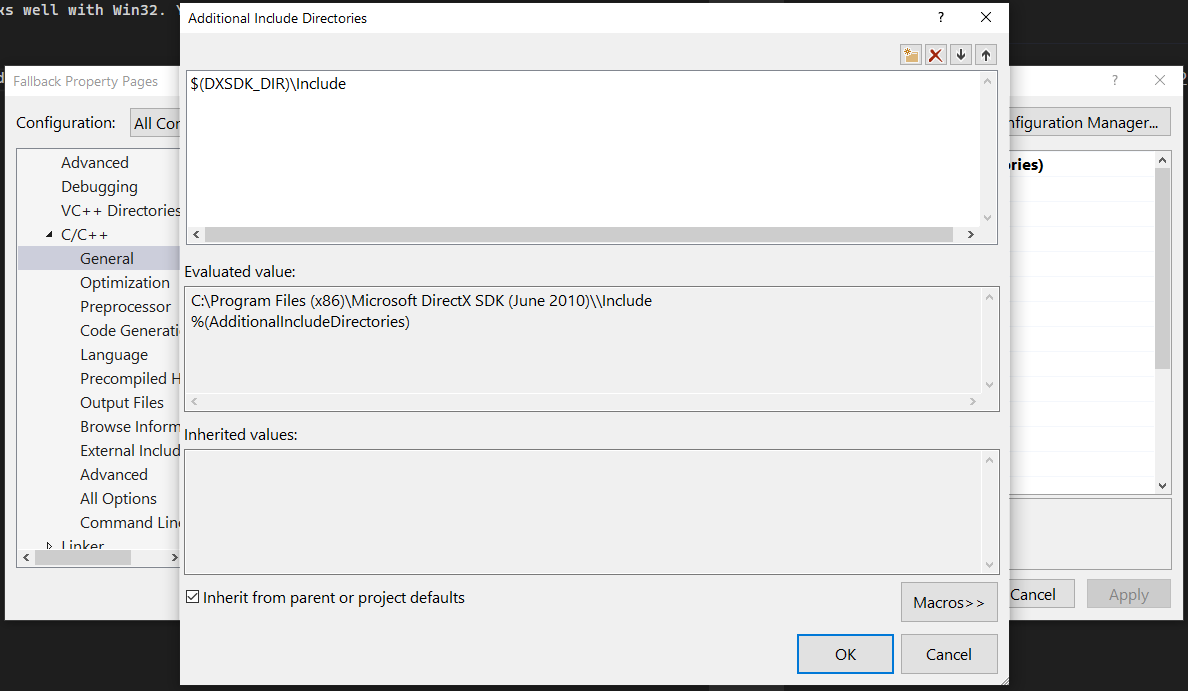 ks well with Win32.
Additional Include Directories
?
$(DXSDK_DIR)\Include
Fallback Property Pages
?
Configuration:
All Con
nfiguration Manager...
Advanced
Debugging
VC++ Directories
C/C++
General
Optimization
Preprocessor
Code Generati
Language
Precompiled H
Output Files
Browse Inform
External Includ
Advanced
All Options
Command Line
Linker
ries)
Evaluated value:
C:\Program Files (x86)\Microsoft DirectX SDK (June 2010)\\Include
%(AdditionalIncludeDirectories)
Inherited values:
Inherit from parent or project defaults
Macros>>
OK
Cancel
Cancel
Apply